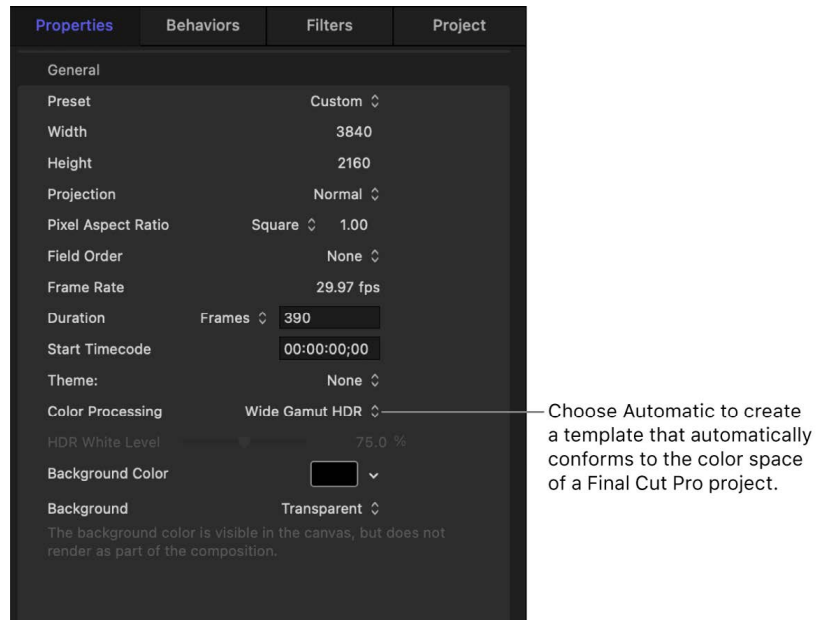 Properties Behaviors Filters Project
General
Preset Custom
Width 3840
Height 2160
Projection Normal
Pixel Aspect Ratio Square 1.00
Field Order None
Frame Rate 29.97 fps
Duration Frames 390
Start Timecode 00:00:00;00
Theme: None
Color Processing Wide Gamut HDR
HDR White Level 75.0 %
Background Color
Background Transparent
The background color is visible in the canvas, but does not
render as part of the composition.
Choose Automatic to create
a template that automatically
conforms to the color space
of a Final Cut Pro project.